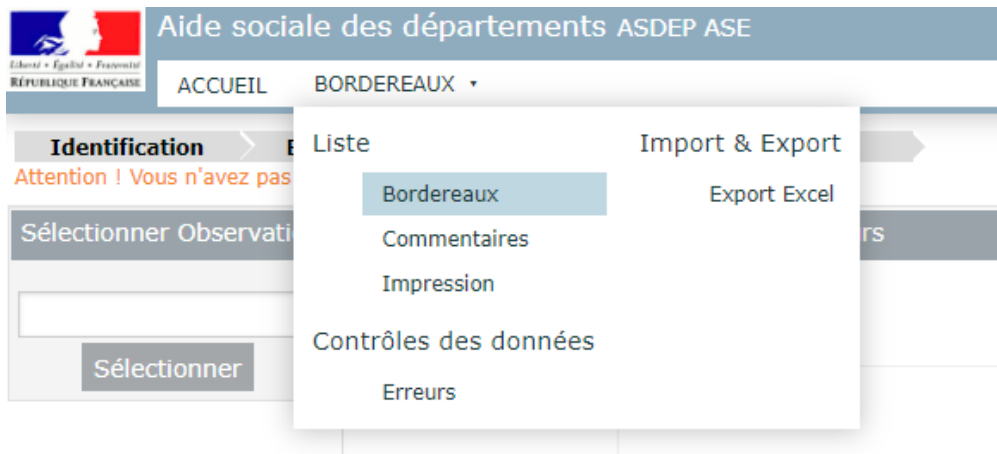 Aide sociale des départements ASDEP ASE
Liberté • Égalité • Fraternité
RÉPUBLIQUE FRANÇAISE
ACCUEIL
BORDEREAUX
Liste
Import & Export
Identification
Attention ! Vous n'avez pas
Bordereaux
Export Excel
Sélectionner Observati
rs
Commentaires
Impression
Contrôles des données
Sélectionner
Erreurs